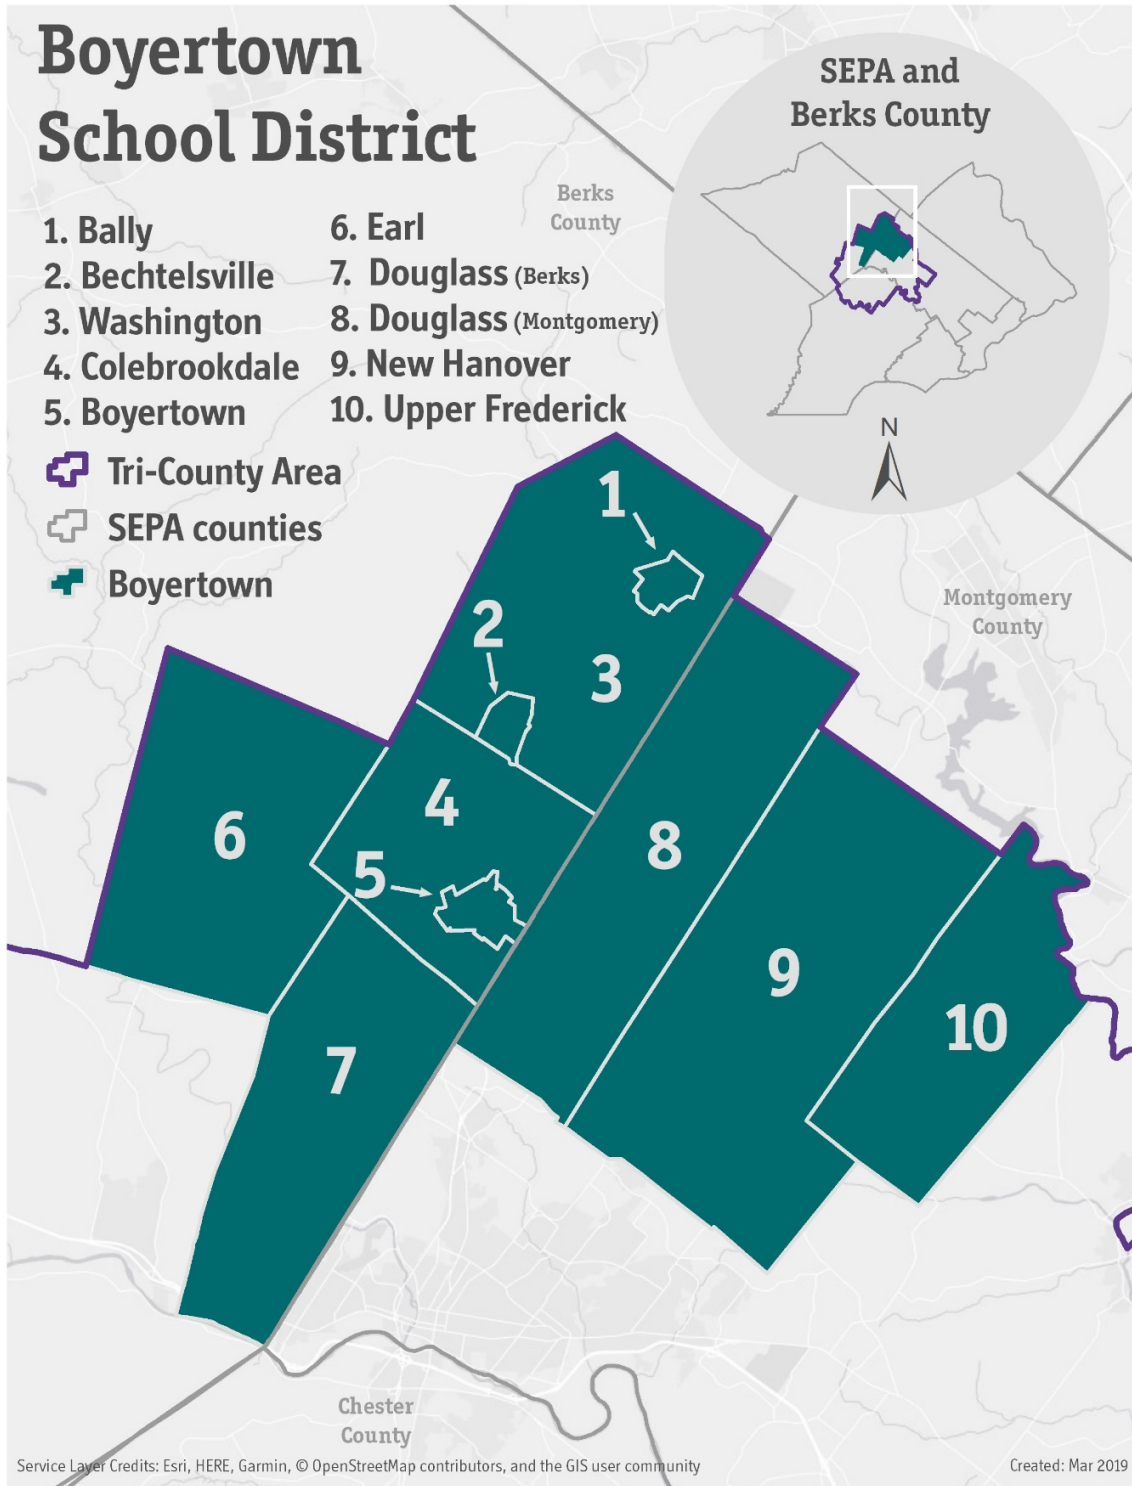 Boyertown
School District
1. Bally
2. Bechtelsville
3. Washington
4. Colebrookdale
5. Boyertown
6. Earl
7. Douglass (Berks)
8. Douglass (Montgomery)
9. New Hanover
10. Upper Frederick
Tri-County Area
SEPA counties
Boyertown
SEPA and
Berks County
N
Berks
County
Montgomery
County
1
2
3
4
5
6
7
8
9
10
Chester
County
Service Layer Credits: Esri, HERE, Garmin, © OpenStreetMap contributors, and the GIS user community
Created: Mar 2019